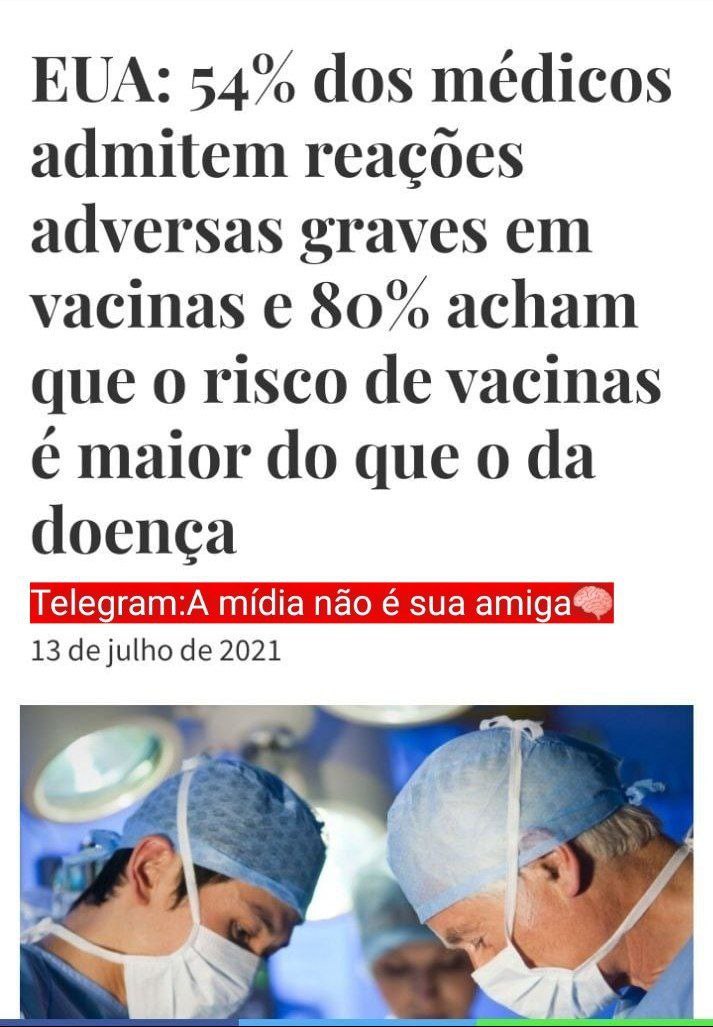 EUA: 54% dos médicos
admitem reações
adversas graves em
vacinas e 80% acham
que o risco de vacinas
é maior do que o da
doença
Telegram:A mídia não é sua amiga🧠
13 de julho de 2021